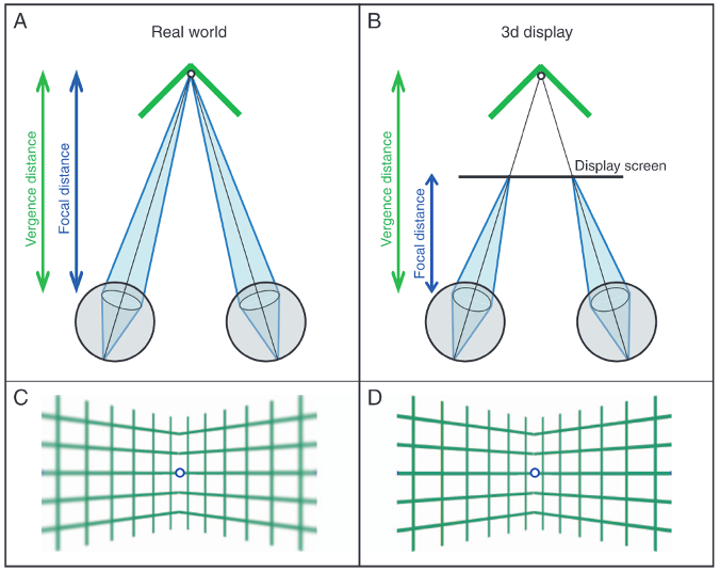 A
Real world
Vergence distance
Focal distance
B
3d display
Vergence distance
Focal distance
Display screen
C
D